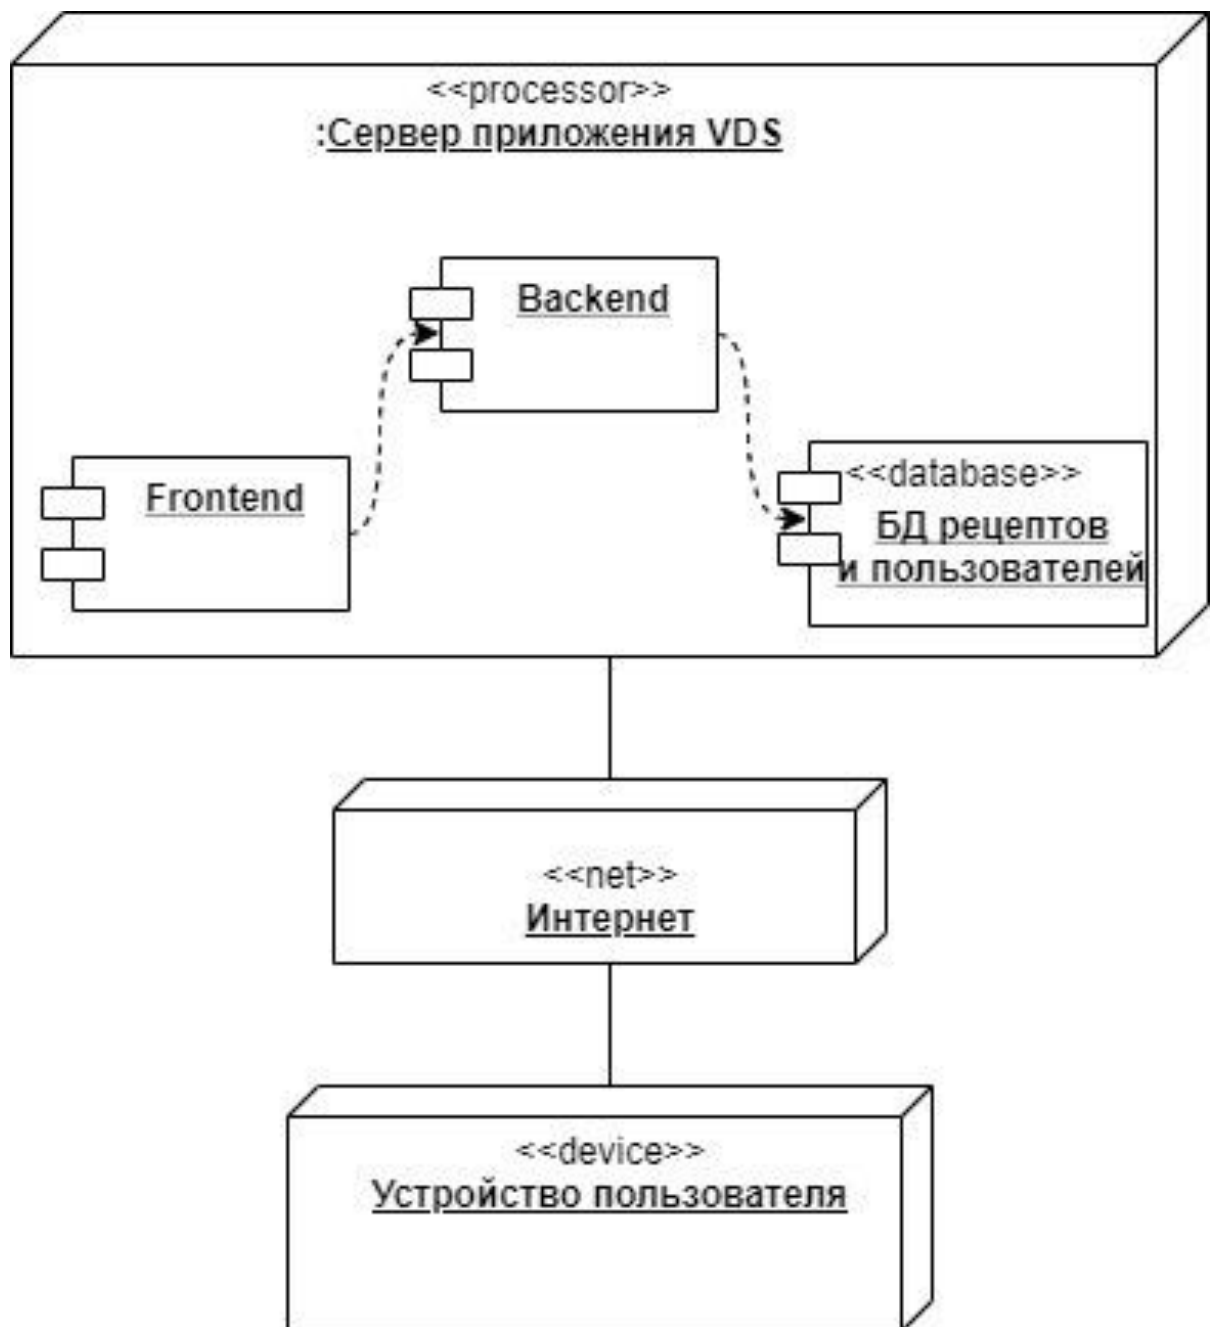 <<processor>>
:Сервер приложения VDS
Backend
Frontend
<<database>>
БД рецептов
и пользователей
<<net>>
Интернет
<<device>>
Устройство пользователя